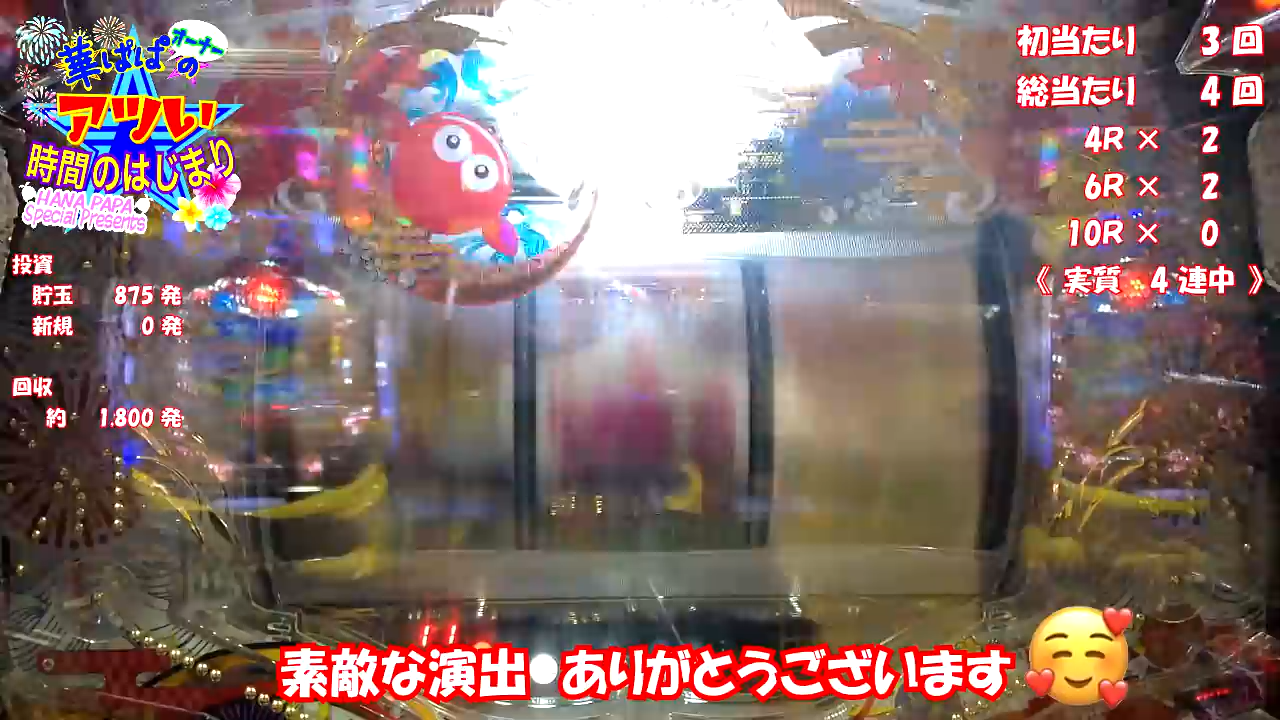 華ぱぱオーナーの
アツい
時間のはじまり
HANA PAPA
Special Presents
投資
貯玉 875 発
新規 0 発
回収
約 1,800 発
初当たり 3 回
総当たり 4 回
4R × 2
6R × 2
10R × 0
《 実質 4 連中 》
素敵な演出●ありがとうございます